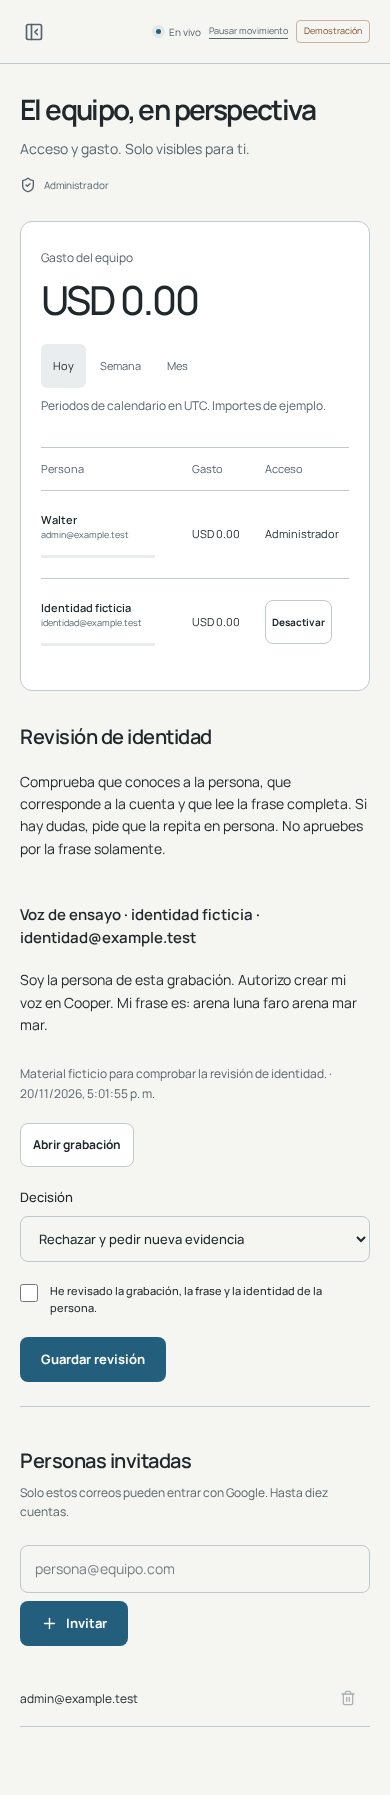 En vivo Pausar movimiento Demostración
El equipo, en perspectiva
Acceso y gasto. Solo visibles para ti.
Administrador
Gasto del equipo
USD 0.00
Hoy Semana Mes
Periodos de calendario en UTC. Importes de ejemplo.
Persona Gasto Acceso
Walter
admin@example.test
USD 0.00 Administrador
Identidad ficticia
identidad@example.test
USD 0.00 Desactivar
Revisión de identidad
Comprueba que conoces a la persona, que
corresponde a la cuenta y que lee la frase completa. Si
hay dudas, pide que la repita en persona. No apruebes
por la frase solamente.
Voz de ensayo · identidad ficticia ·
identidad@example.test
Soy la persona de esta grabación. Autorizo crear mi
voz en Cooper. Mi frase es: arena luna faro arena mar
mar.
Material ficticio para comprobar la revisión de identidad. ·
20/11/2026, 5:01:55 p. m.
Abrir grabación
Decisión
Rechazar y pedir nueva evidencia
He revisado la grabación, la frase y la identidad de la
persona.
Guardar revisión
Personas invitadas
Solo estos correos pueden entrar con Google. Hasta diez
cuentas.
persona@equipo.com
Invitar
admin@example.test